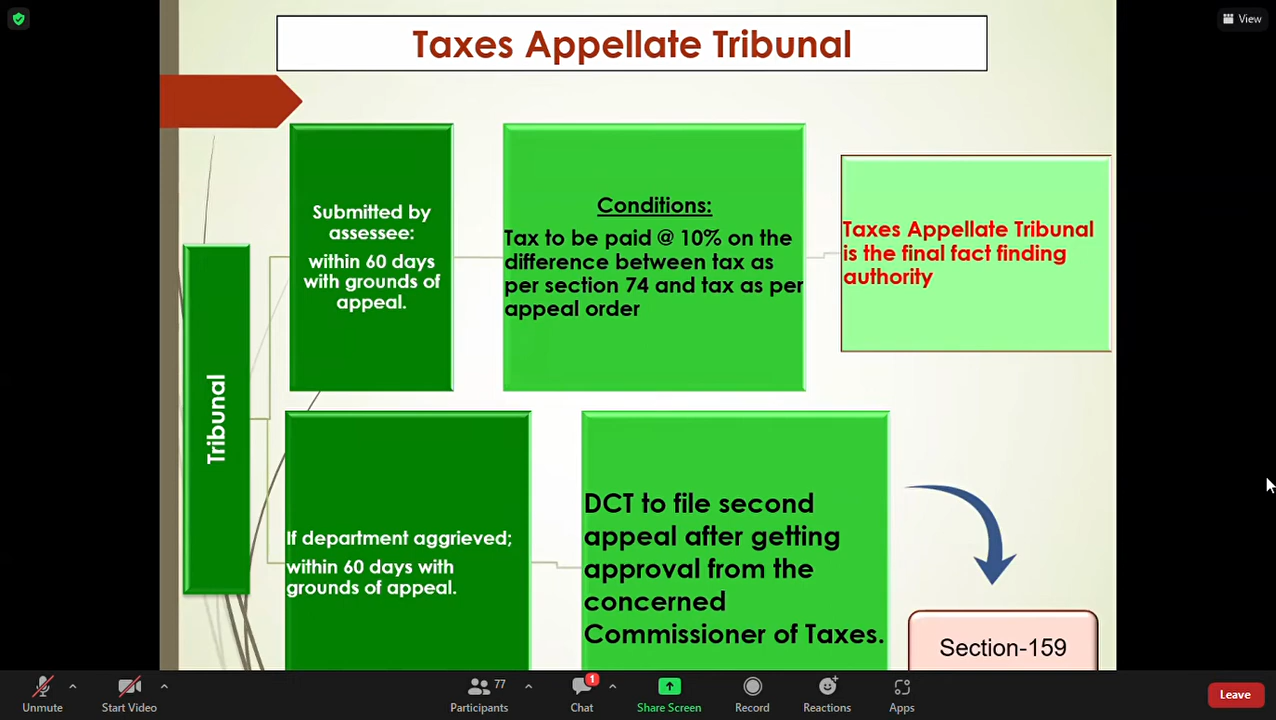 View
Taxes Appellate Tribunal
Tribunal
Submitted by
assessee:
within 60 days
with grounds of
appeal.
Conditions:
Tax to be paid @ 10% on the
difference between tax as
per section 74 and tax as per
appeal order
Taxes Appellate Tribunal
is the final fact finding
authority
If department aggrieved;
within 60 days with
grounds of appeal.
DCT to file second
appeal after getting
approval from the
concerned
Commissioner of Taxes.
Section-159
Unmute
Start Video
77
Participants
1
Chat
Share Screen
Record
Reactions
Apps
Leave